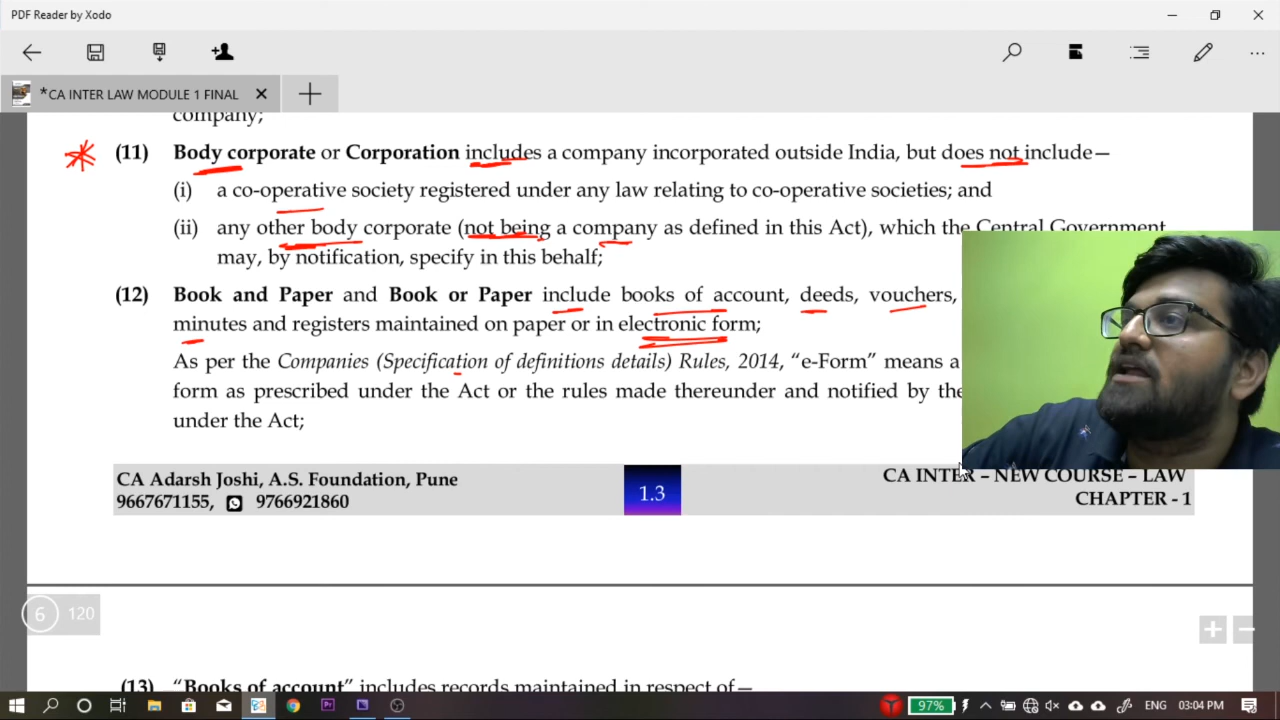 PDF Reader by Xodo
*CA INTER LAW MODULE 1 FINAL
company;
(11) Body corporate or Corporation includes a company incorporated outside India, but does not include—
(i) a co-operative society registered under any law relating to co-operative societies; and
(ii) any other body corporate (not being a company as defined in this Act), which the Central Government
may, by notification, specify in this behalf;
(12) Book and Paper and Book or Paper include books of account, deeds, vouchers,
minutes and registers maintained on paper or in electronic form;
As per the Companies (Specification of definitions details) Rules, 2014, “e-Form” means a
form as prescribed under the Act or the rules made thereunder and notified by the
under the Act;
CA Adarsh Joshi, A.S. Foundation, Pune
9667671155, 9766921860
1.3
CA INTER – NEW COURSE – LAW
CHAPTER - 1
6 120
(13) “Books of account” includes records maintained in respect of—
97% ENG 03:04 PM